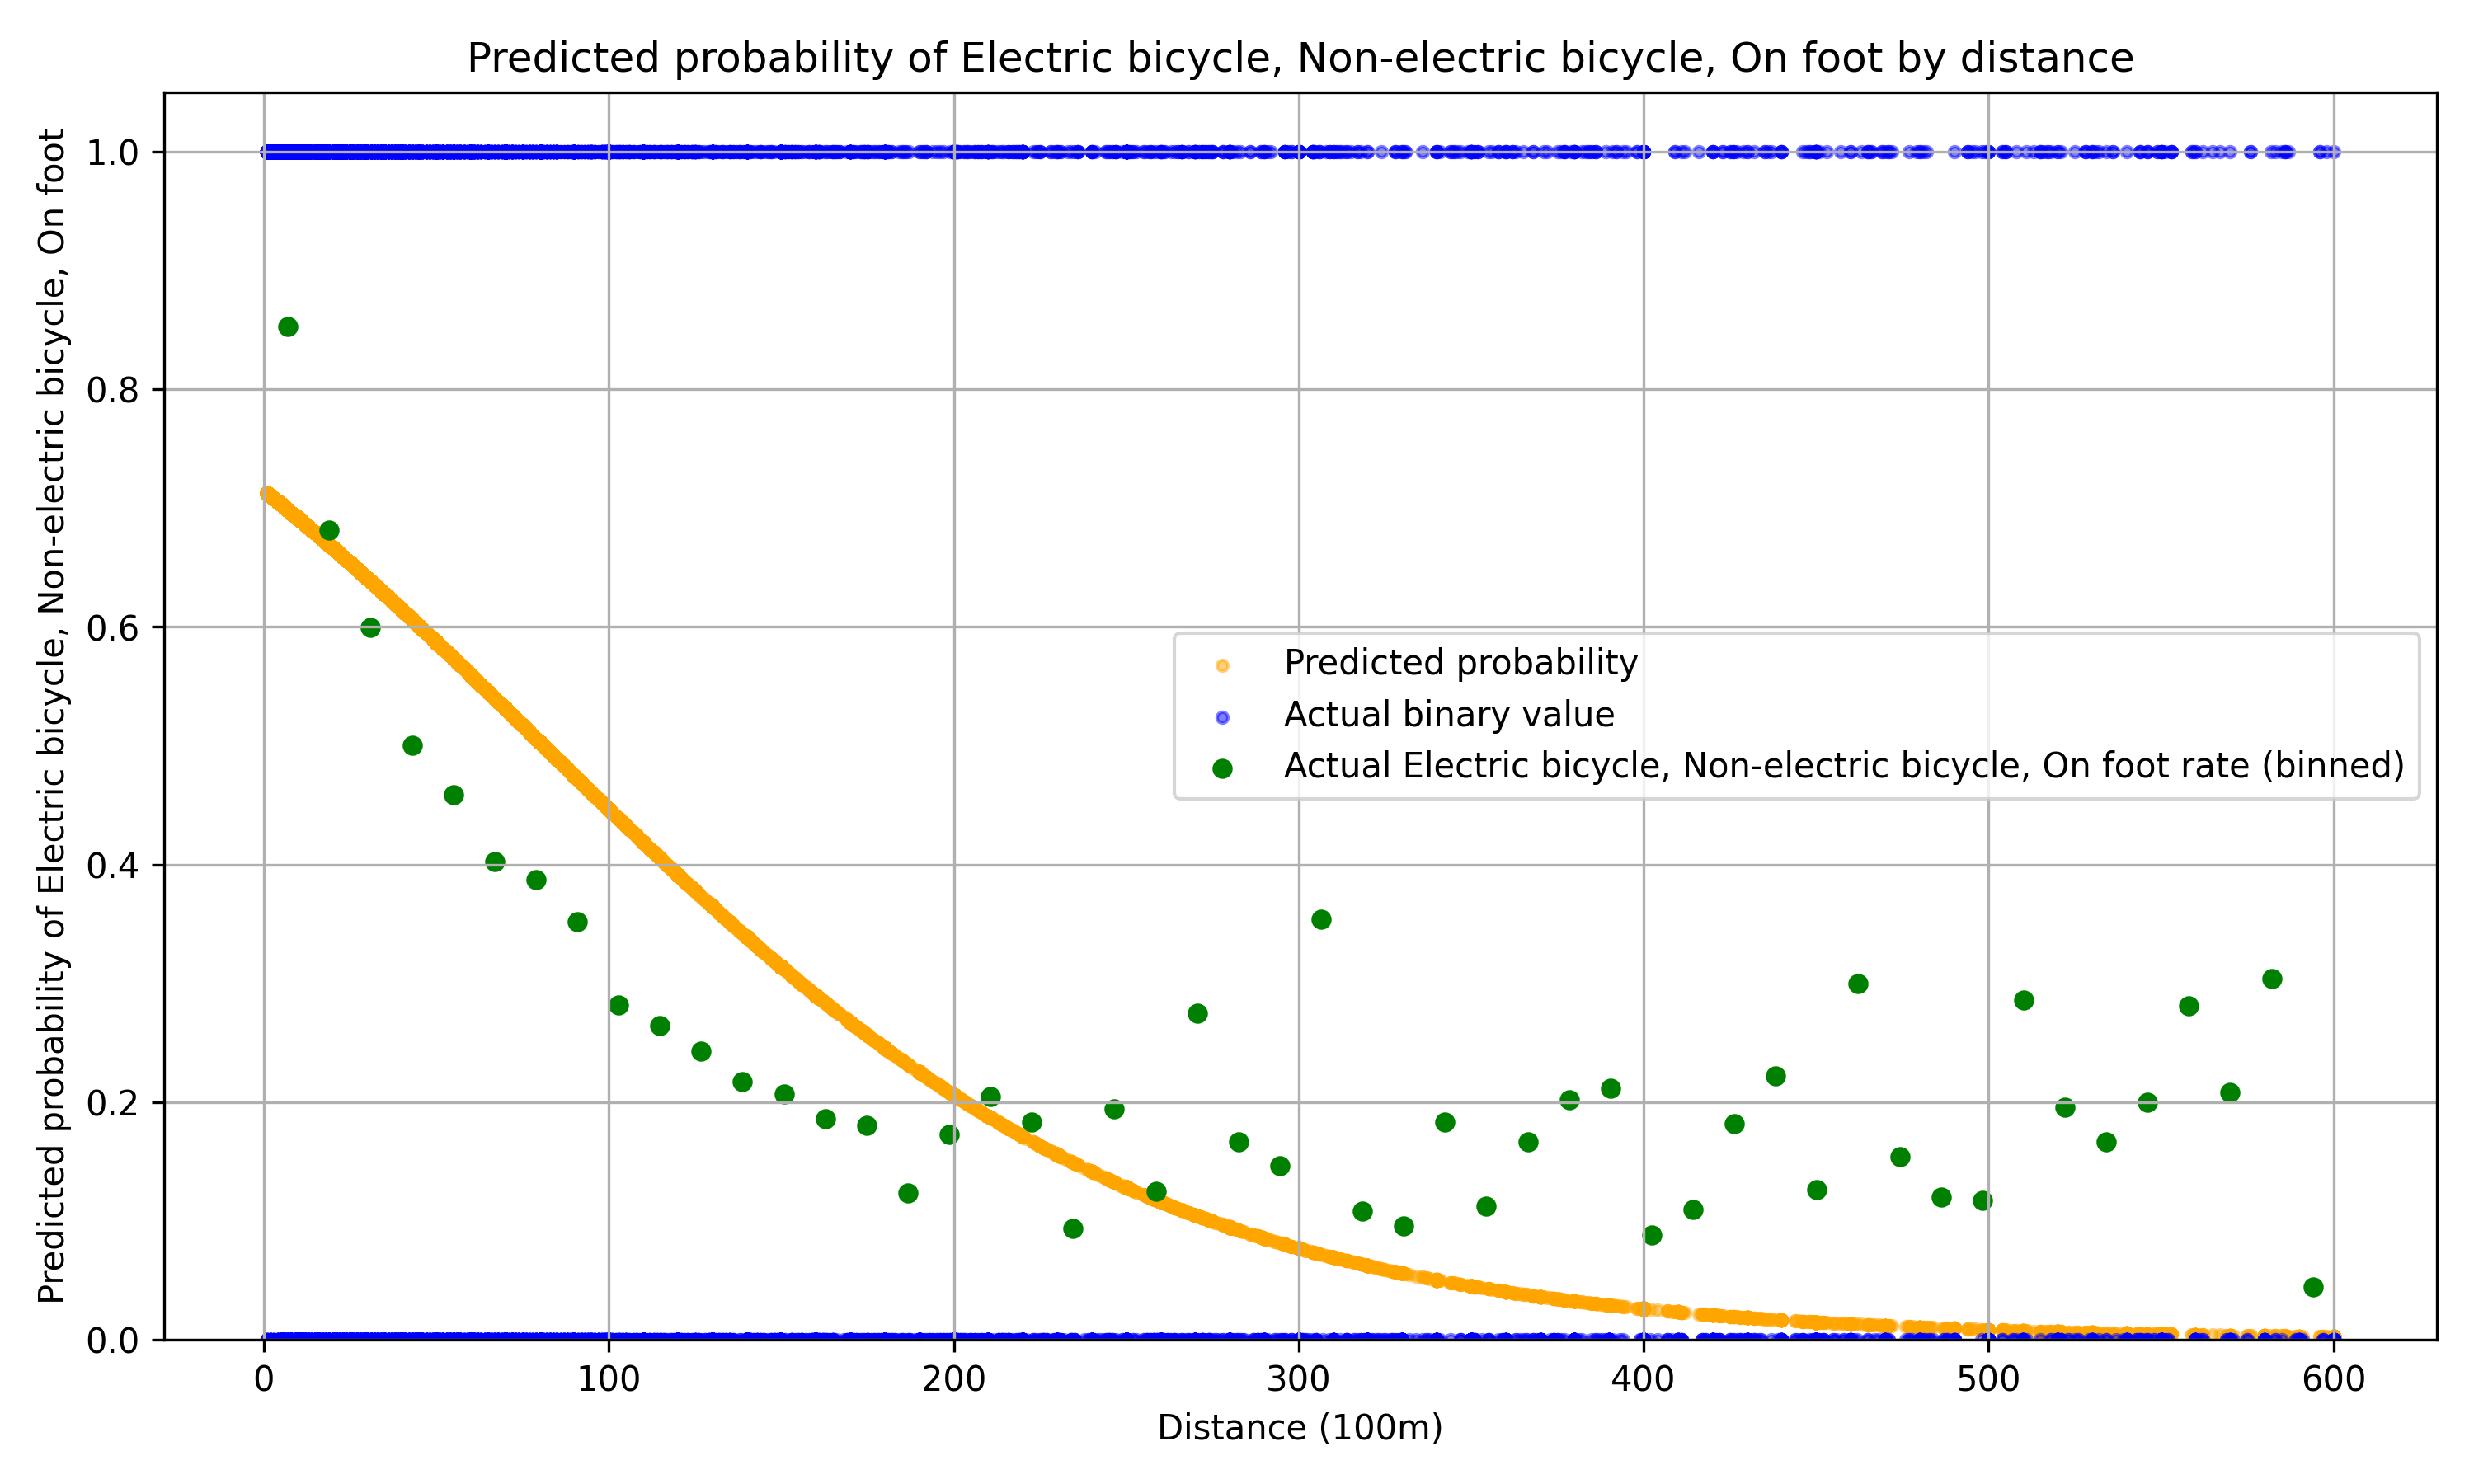 Predicted probability of Electric bicycle, Non-electric bicycle, On foot by distance
Predicted probability of Electric bicycle, Non-electric bicycle, On foot
1.0
0.8
0.6
0.4
0.2
0.0
Predicted probability
Actual binary value
Actual Electric bicycle, Non-electric bicycle, On foot rate (binned)
0 100 200 300 400 500 600
Distance (100m)